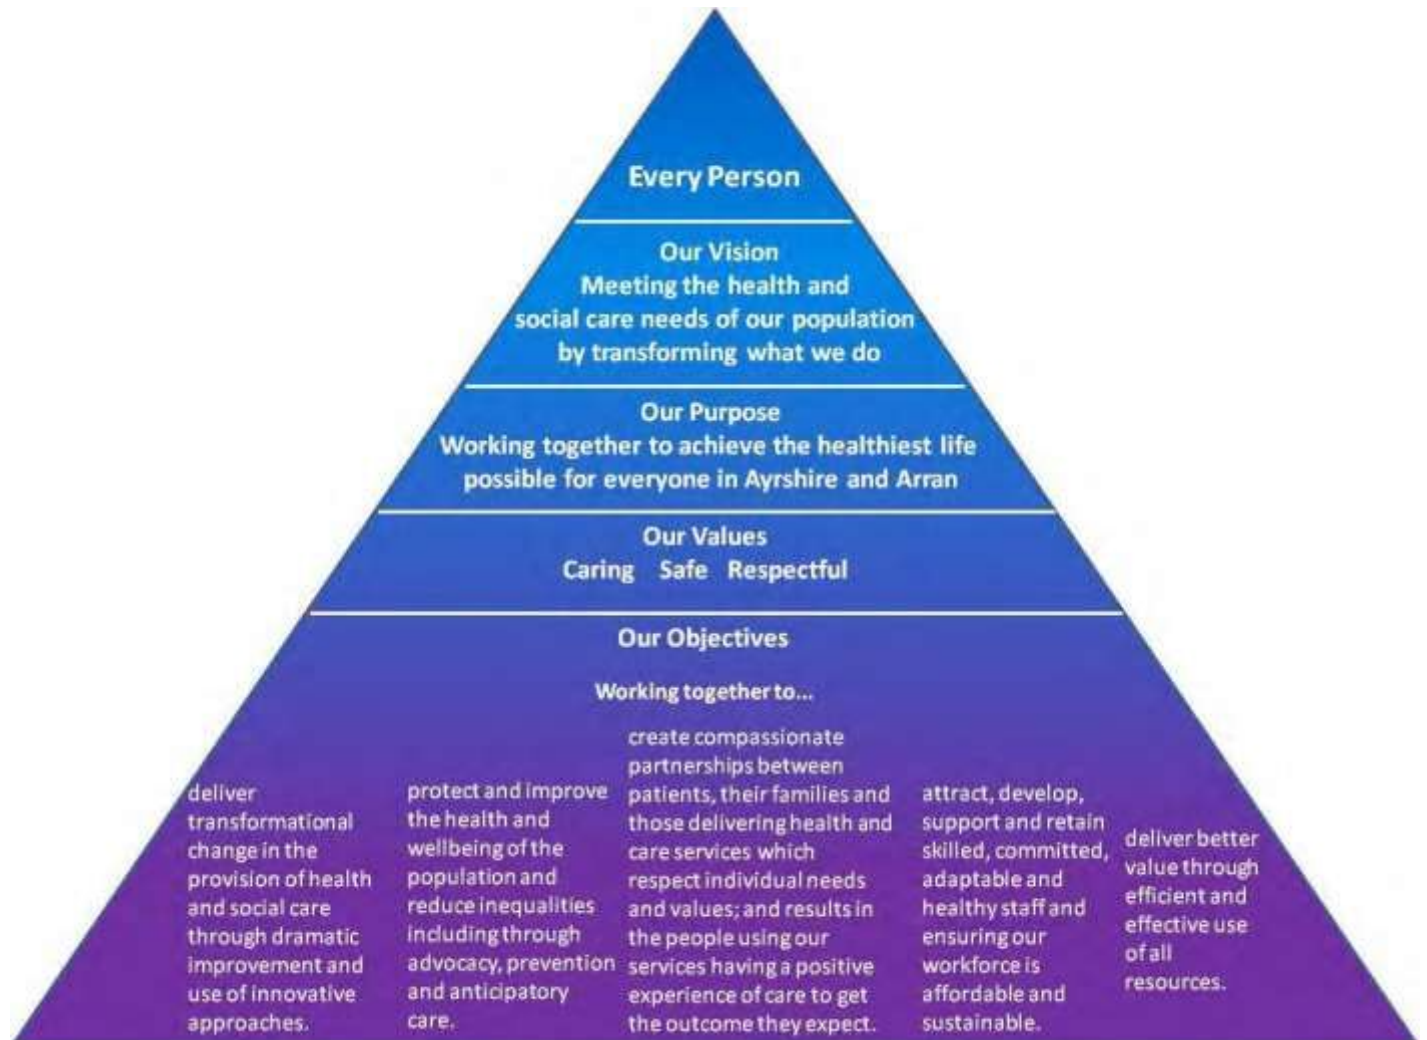 Every Person
Our Vision
Meeting the health and
social care needs of our population
by transforming what we do
Our Purpose
Working together to achieve the healthiest life
possible for everyone in Ayrshire and Arran
Our Values
Caring Safe Respectful
Our Objectives
Working together to...
deliver
transformational
change in the
provision of health
and social care
through dramatic
improvement and
use of innovative
approaches.
protect and improve
the health and
wellbeing of the
population and
reduce inequalities
including through
advocacy, prevention
and anticipatory
care.
create compassionate
partnerships between
patients, their families and
those delivering health and
care services which
respect individual needs
and values; and results in
the people using our
services having a positive
experience of care to get
the outcome they expect.
attract, develop,
support and retain
skilled, committed,
adaptable and
healthy staff and
ensuring our
workforce is
affordable and
sustainable.
deliver better
value through
efficient and
effective use
of all
resources.